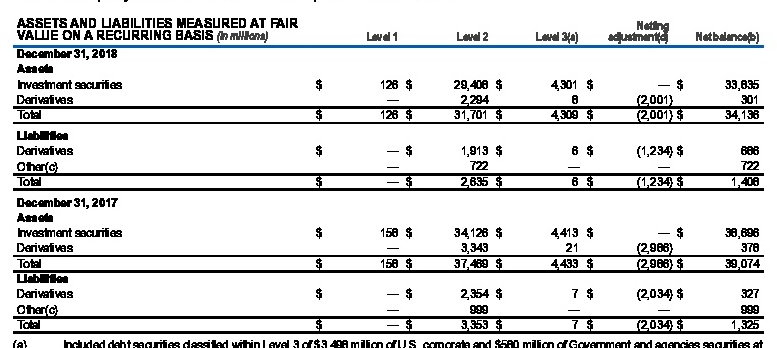 ASSETS AND LIABILITIES MEASURED AT FAIR
VALUE ON A RECURRING BASIS (in millions) Level 1 Level 2 Level 3(a) Netting adjustment(d) Net balance(b)
December 31, 2018
Assets
Investment securities $ 126 $ 29,408 $ 4,301 $ — $ 33,835
Derivatives — 2,294 8 (2,001) 301
Total $ 126 $ 31,701 $ 4,309 $ (2,001) $ 34,136
Liabilities
Derivatives $ — $ 1,913 $ 6 $ (1,234) $ 686
Other(c) — 722 — — 722
Total $ — $ 2,635 $ 6 $ (1,234) $ 1,408
December 31, 2017
Assets
Investment securities $ 158 $ 34,126 $ 4,413 $ — $ 38,696
Derivatives — 3,343 21 (2,986) 378
Total $ 158 $ 37,469 $ 4,433 $ (2,986) $ 39,074
Liabilities
Derivatives $ — $ 2,354 $ 7 $ (2,034) $ 327
Other(c) — 999 — — 999
Total $ — $ 3,353 $ 7 $ (2,034) $ 1,325
(a) Included debt securities classified within Level 3 of $3,498 million of U.S. corporate and $580 million of Government and agencies securities at